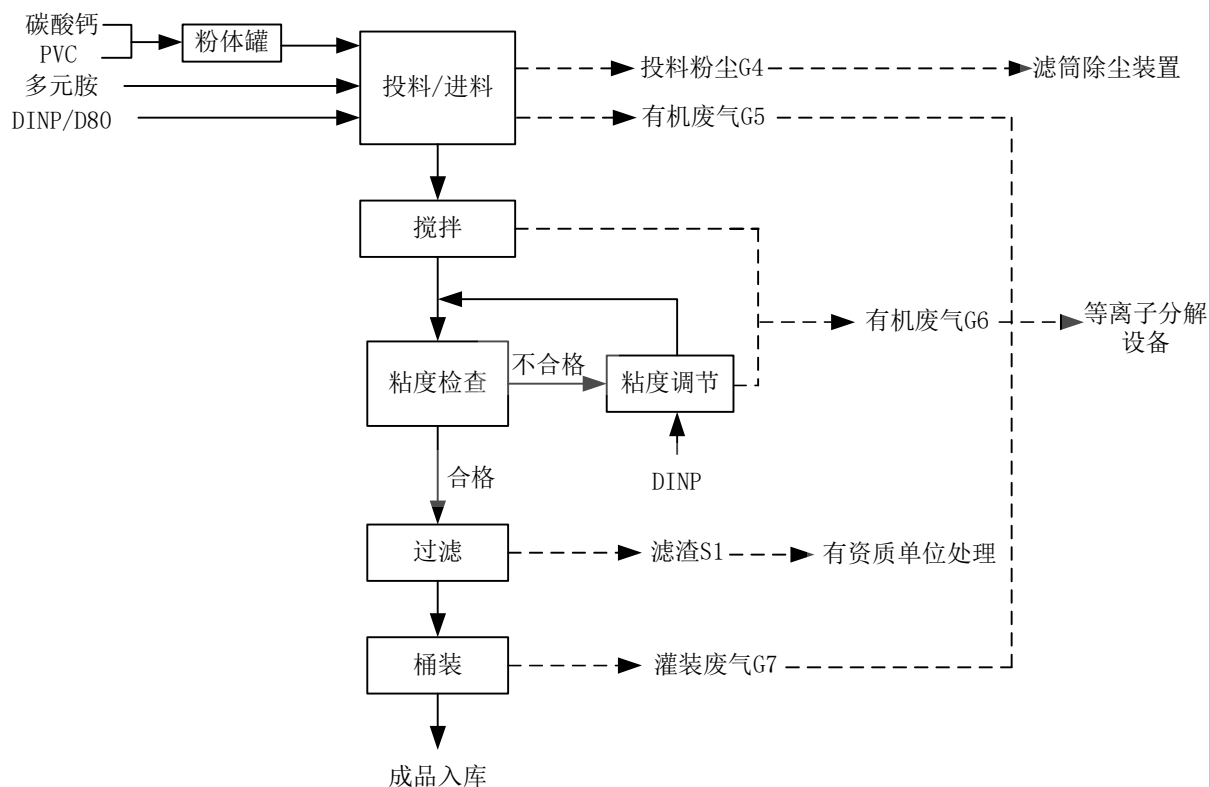 碳酸钙
PVC
粉体罐
多元胺
DINP/D80
投料/进料
投料粉尘G4
滤筒除尘装置
有机废气G5
搅拌
有机废气G6
等离子分解
设备
粘度检查
不合格
粘度调节
合格
DINP
过滤
滤渣S1
有资质单位处理
桶装
灌装废气G7
成品入库